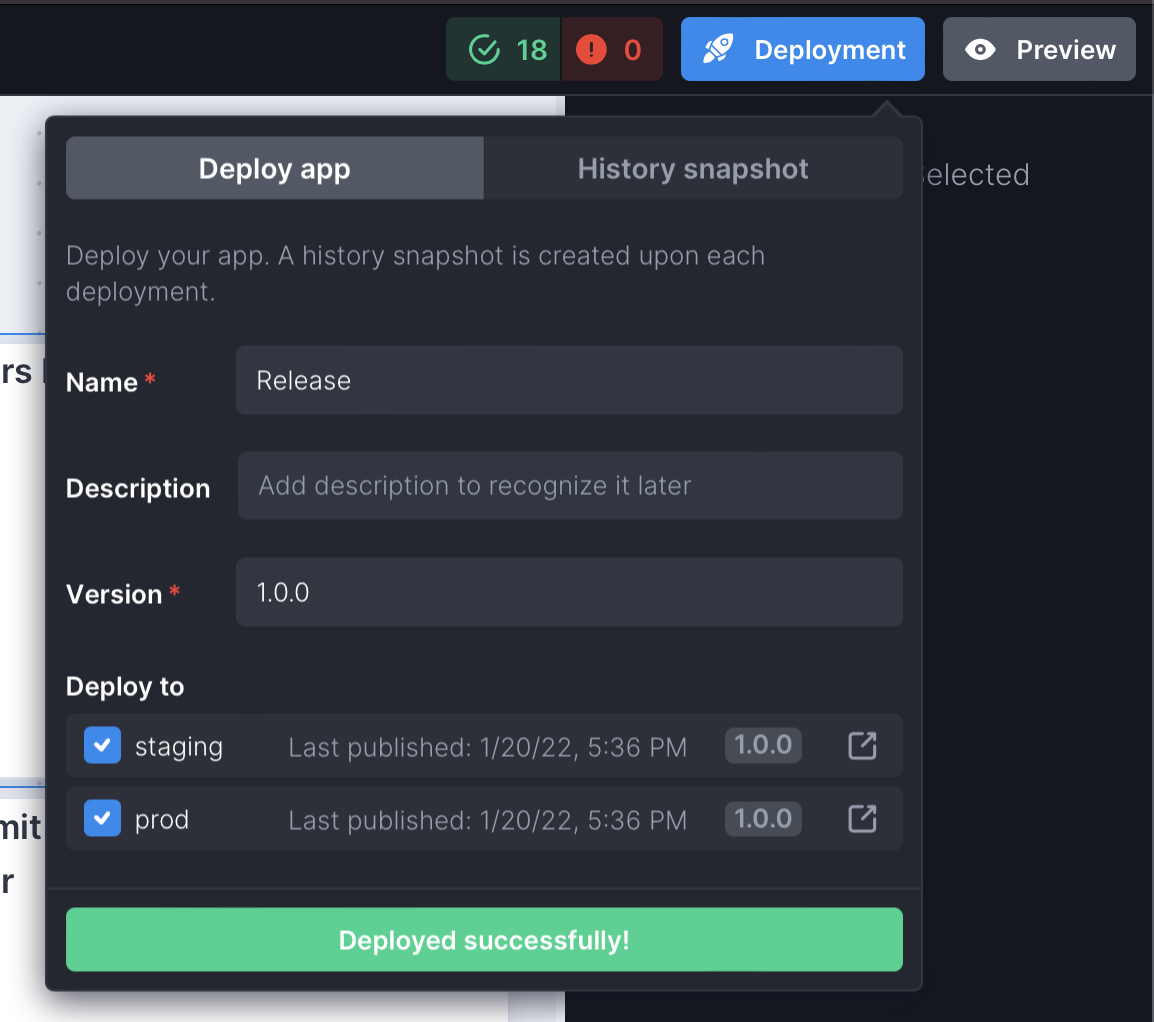 18 0 Deployment Preview
Deploy app History snapshot
Deploy your app. A history snapshot is created upon each
deployment.
Name *
Release
Description
Add description to recognize it later
Version *
1.0.0
Deploy to
staging Last published: 1/20/22, 5:36 PM 1.0.0
prod Last published: 1/20/22, 5:36 PM 1.0.0
Deployed successfully!